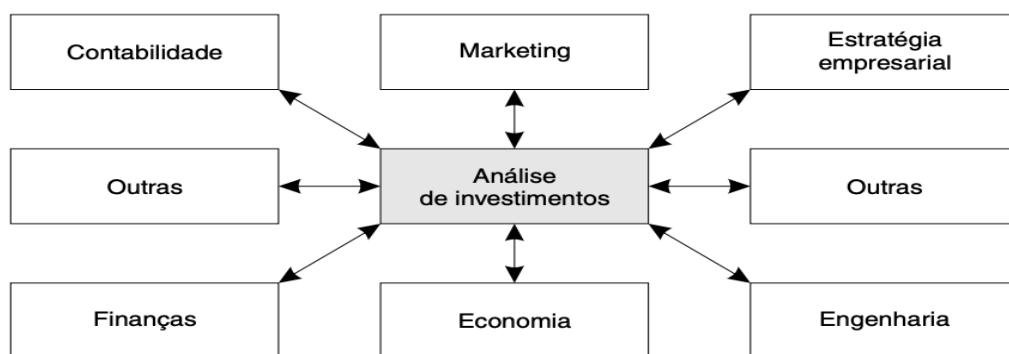 Contabilidade
Marketing
Estratégia
empresarial
Outras
Análise
de investimentos
Outras
Finanças
Economia
Engenharia